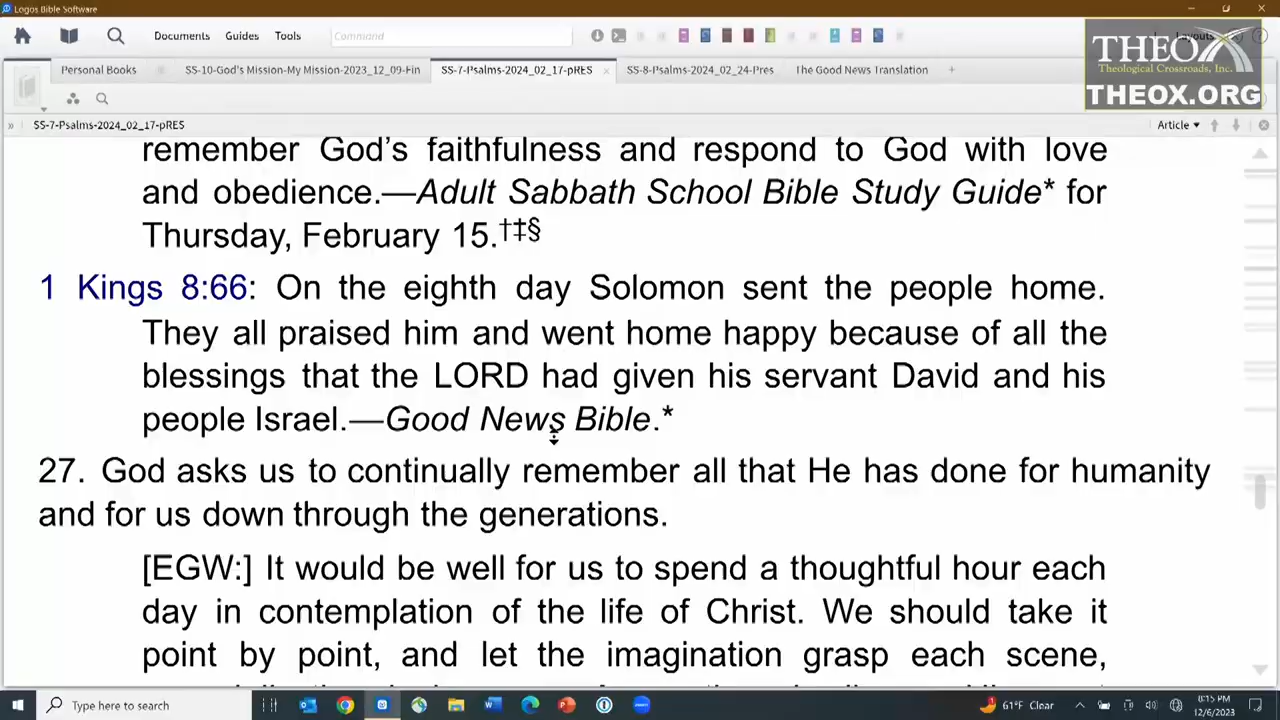 Logos Bible Software
Documents Guides Tools Command Layouts
THEOX
Theological Crossroads, Inc.
THEOX.ORG
Personal Books SS-10-God's Mission-My Mission-2023_12_09-Fin SS-7-Psalms-2024_02_17-pRES SS-8-Psalms-2024_02_24-Pres The Good News Translation
SS-7-Psalms-2024_02_17-pRES Article
remember God's faithfulness and respond to God with love
and obedience.—Adult Sabbath School Bible Study Guide* for
Thursday, February 15.†‡§
1 Kings 8:66: On the eighth day Solomon sent the people home.
They all praised him and went home happy because of all the
blessings that the LORD had given his servant David and his
people Israel.—Good News Bible.*
27. God asks us to continually remember all that He has done for humanity
and for us down through the generations.
[EGW:] It would be well for us to spend a thoughtful hour each
day in contemplation of the life of Christ. We should take it
point by point, and let the imagination grasp each scene,
Type here to search 61°F Clear 8:15 PM
12/6/2023